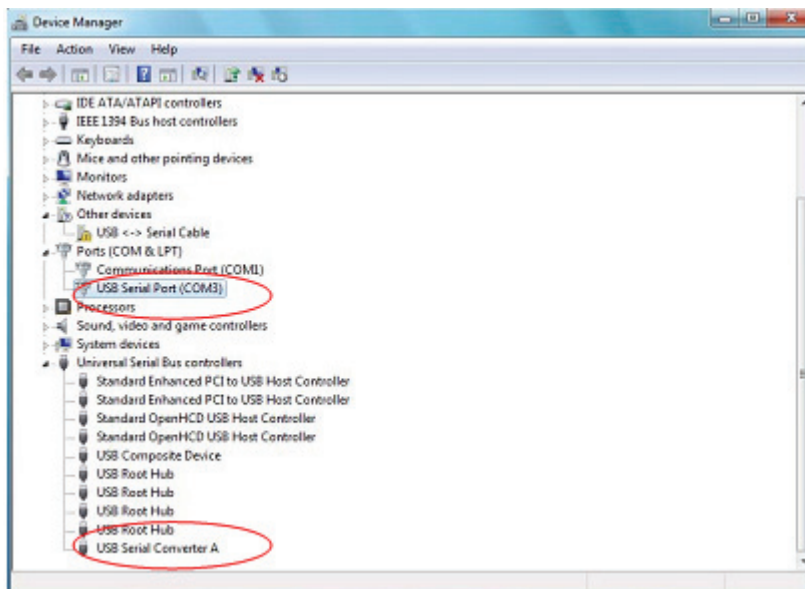 Device Manager
File Action View Help
IDE ATA/ATAPI controllers
IEEE 1394 Bus host controllers
Keyboards
Mice and other pointing devices
Monitors
Network adapters
Other devices
USB <-> Serial Cable
Ports (COM & LPT)
Communications Port (COM1)
USB Serial Port (COM3)
Processors
Sound, video and game controllers
System devices
Universal Serial Bus controllers
Standard Enhanced PCI to USB Host Controller
Standard Enhanced PCI to USB Host Controller
Standard OpenHCD USB Host Controller
Standard OpenHCD USB Host Controller
USB Composite Device
USB Root Hub
USB Root Hub
USB Root Hub
USB Root Hub
USB Serial Converter A